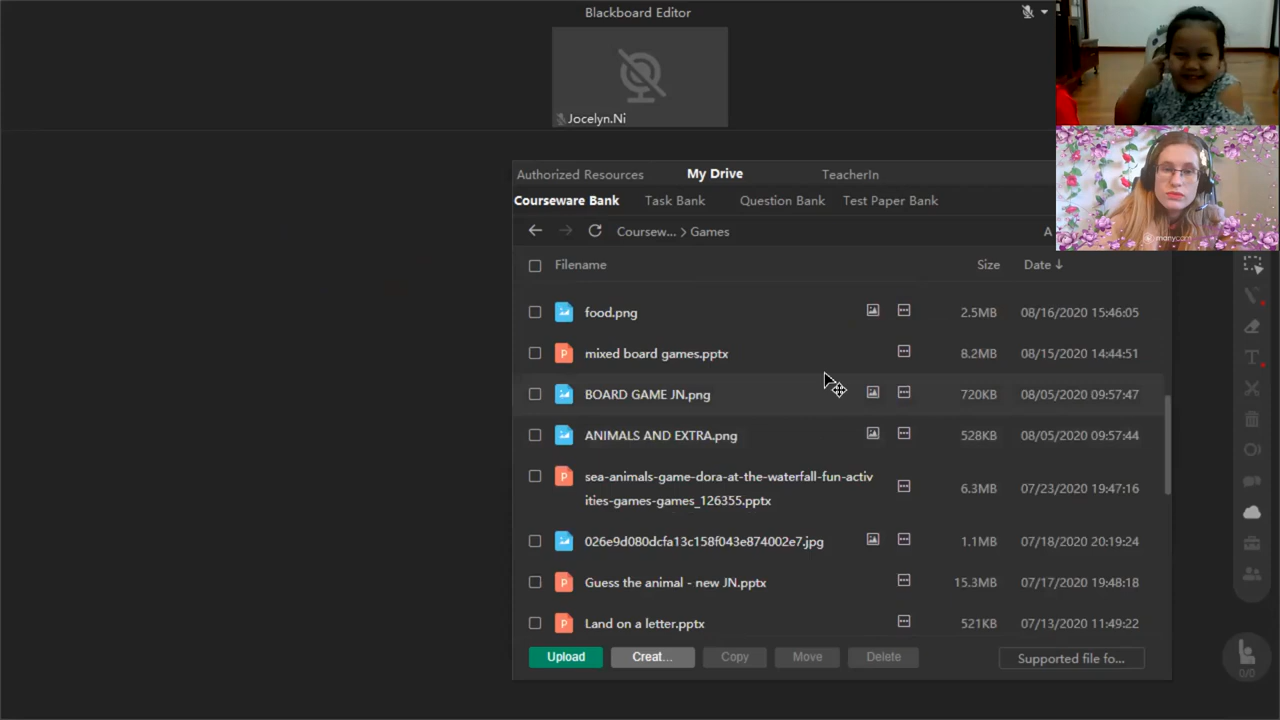 Blackboard Editor
Jocelyn.Ni
manycam
Authorized Resources My Drive TeacherIn
Courseware Bank Task Bank Question Bank Test Paper Bank
Coursew... > Games A
Filename Size Date ↓
food.png 2.5MB 08/16/2020 15:46:05
mixed board games.pptx 8.2MB 08/15/2020 14:44:51
BOARD GAME JN.png 720KB 08/05/2020 09:57:47
ANIMALS AND EXTRA.png 528KB 08/05/2020 09:57:44
sea-animals-game-dora-at-the-waterfall-fun-activ
ities-games-games_126355.pptx 6.3MB 07/23/2020 19:47:16
026e9d080dcfa13c158f043e874002e7.jpg 1.1MB 07/18/2020 20:19:24
Guess the animal - new JN.pptx 15.3MB 07/17/2020 19:48:18
Land on a letter.pptx 521KB 07/13/2020 11:49:22
Upload Creat... Copy Move Delete Supported file fo...
0/0